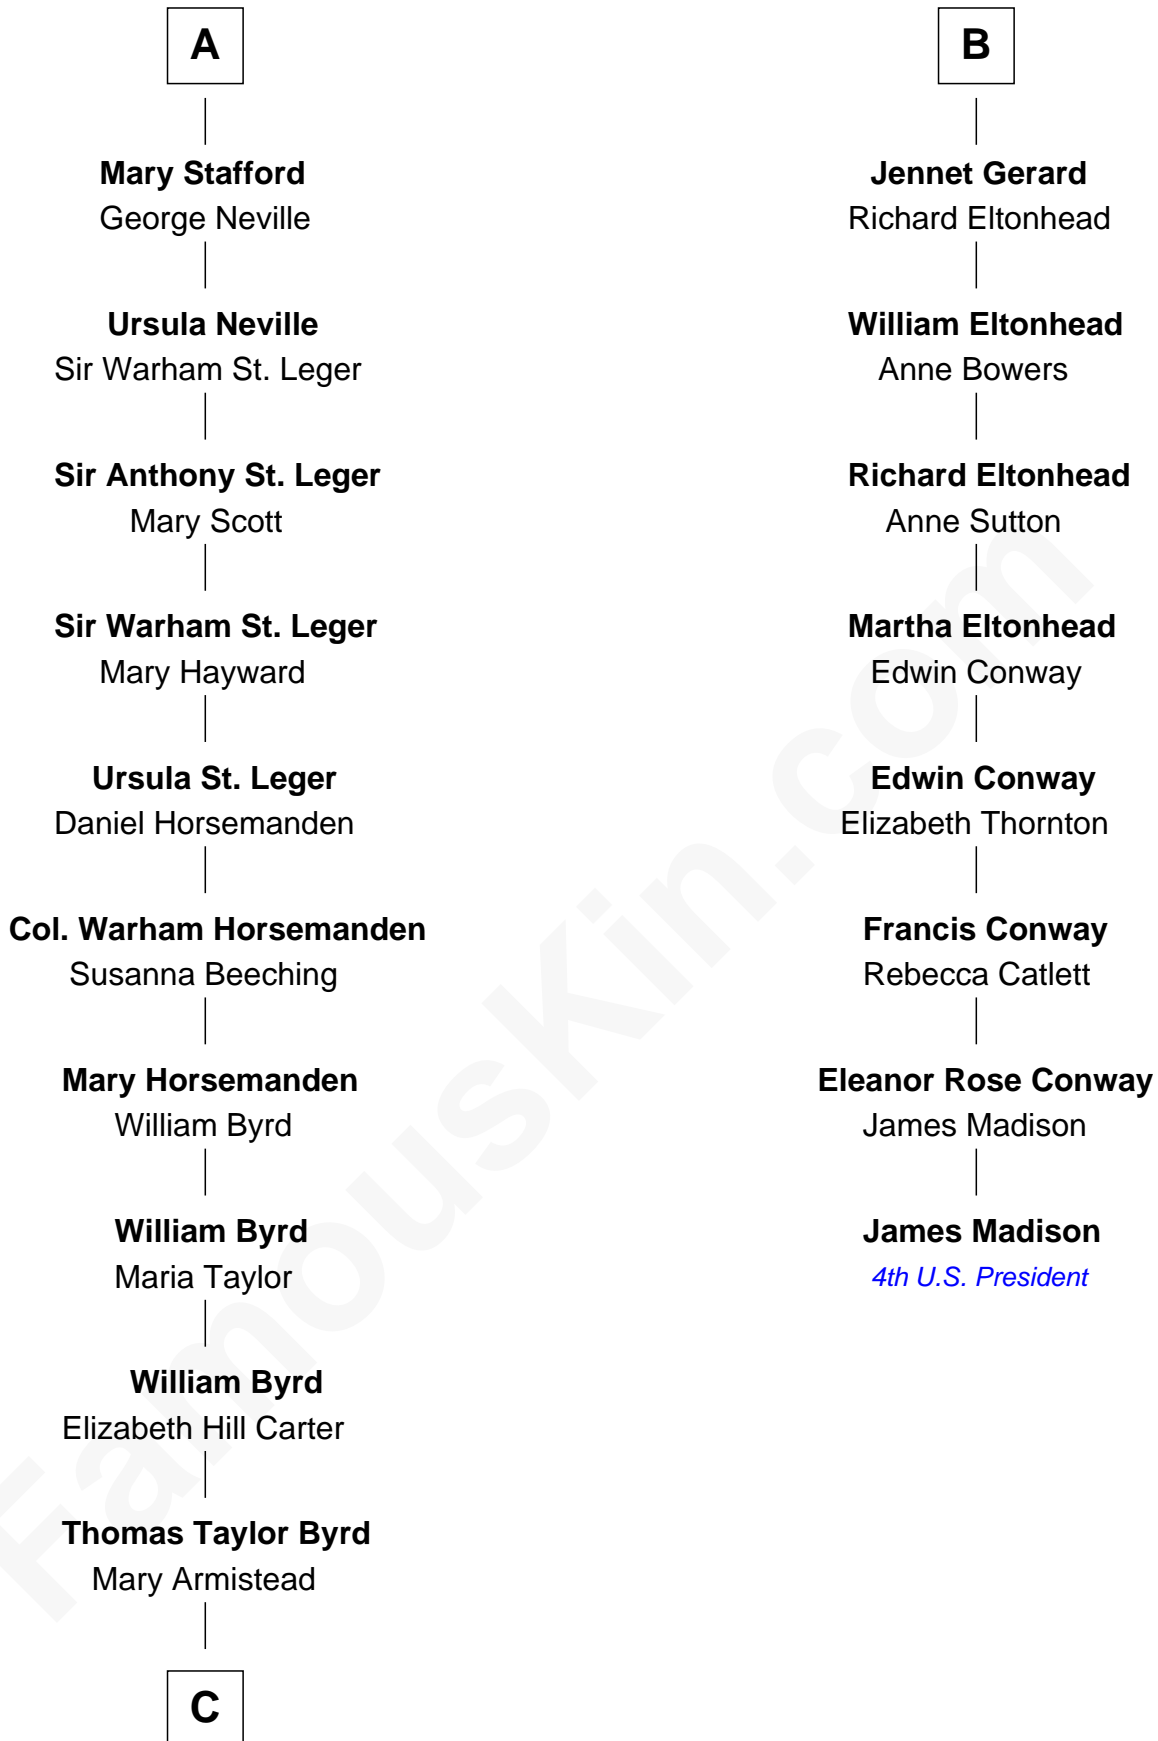 A
Mary Stafford
George Neville
Ursula Neville
Sir Warham St. Leger
Sir Anthony St. Leger
Mary Scott
Sir Warham St. Leger
Mary Hayward
Ursula St. Leger
Daniel Horsemanden
Col. Warham Horsemanden
Susanna Beeching
Mary Horsemanden
William Byrd
William Byrd
Maria Taylor
William Byrd
Elizabeth Hill Carter
Thomas Taylor Byrd
Mary Armistead
C
B
Jennet Gerard
Richard Eltonhead
William Eltonhead
Anne Bowers
Richard Eltonhead
Anne Sutton
Martha Eltonhead
Edwin Conway
Edwin Conway
Elizabeth Thornton
Francis Conway
Rebecca Catlett
Eleanor Rose Conway
James Madison
James Madison
4th U.S. President
FamousKin.com